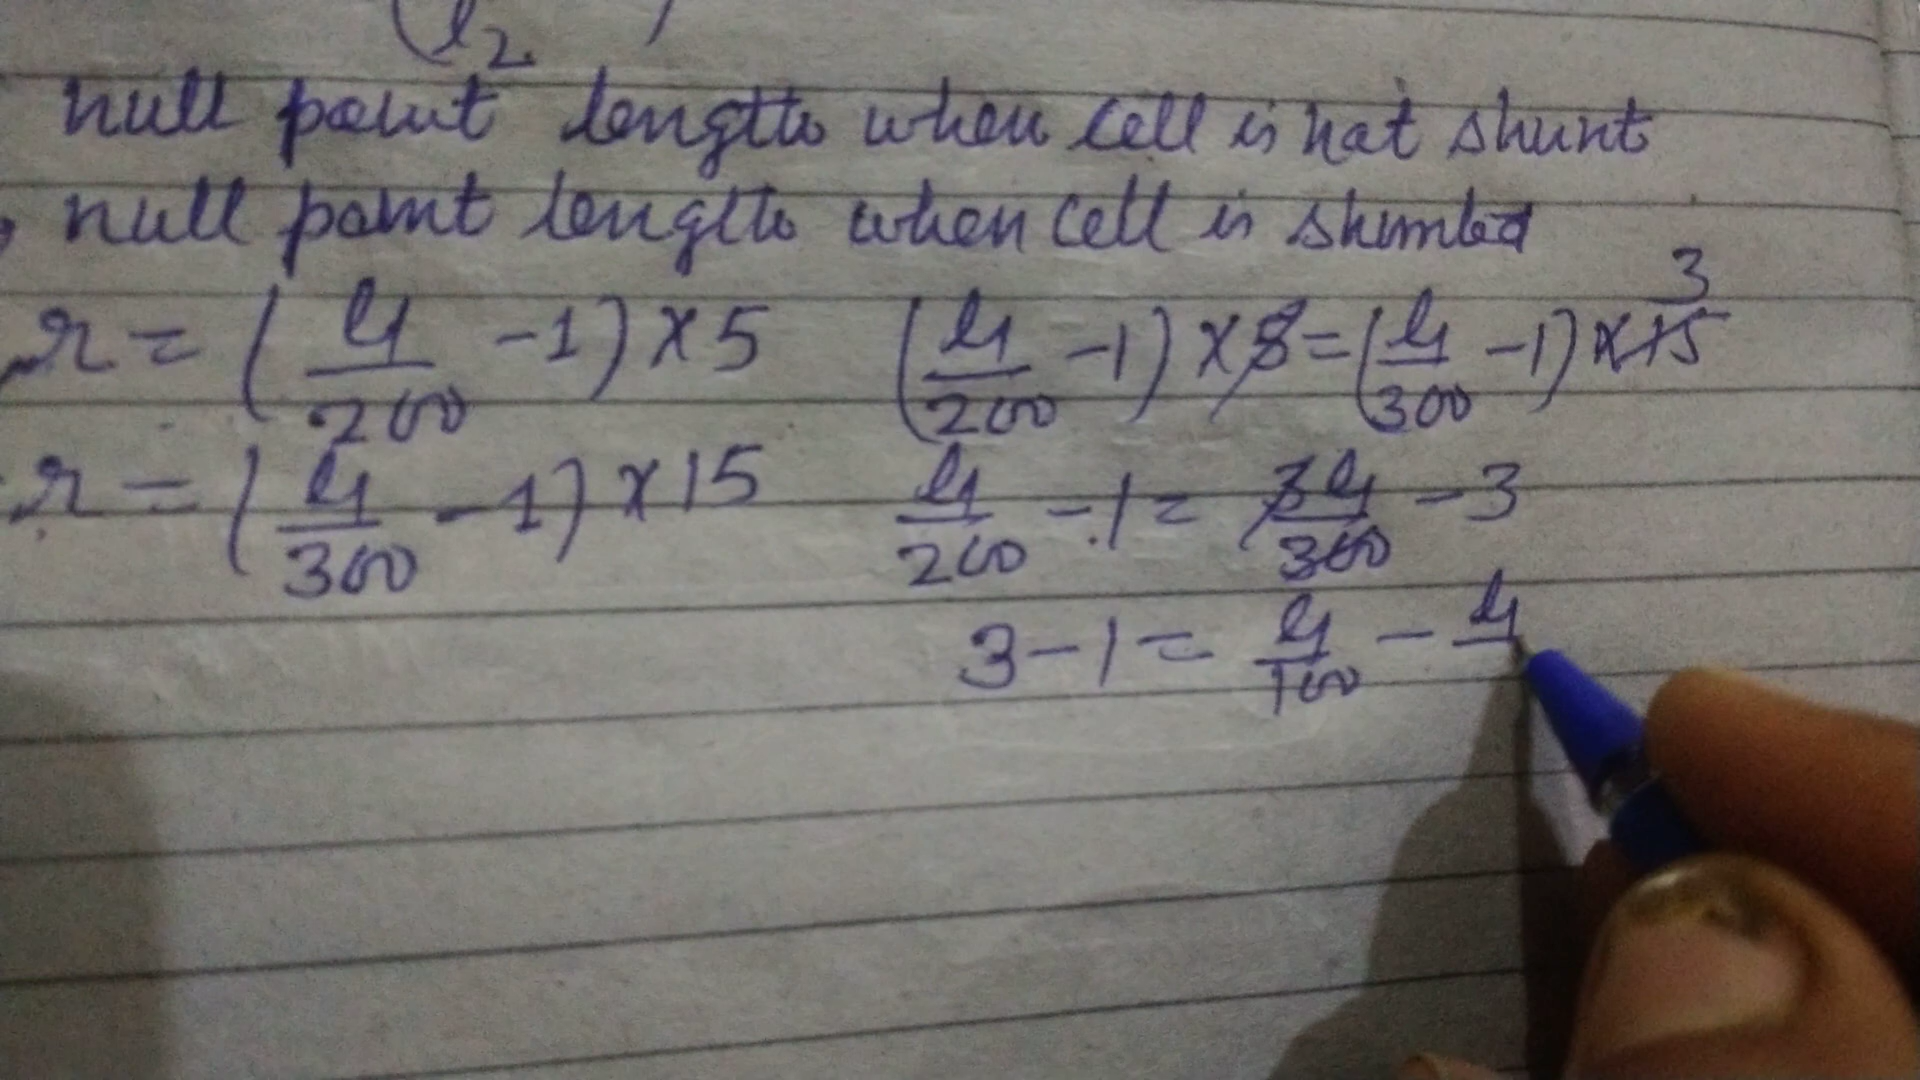 (l₂ )
null point length when cell is not shunt
null point length when cell is shunted
r = (l₁/200 - 1) × 5
(l₁/200 - 1) × 5 = (l₁/300 - 1) × 15 3
r = (l₁/300 - 1) × 15
l₁/200 - 1 = 3l₁/300 - 3
3 - 1 = l₁/100 - l₁